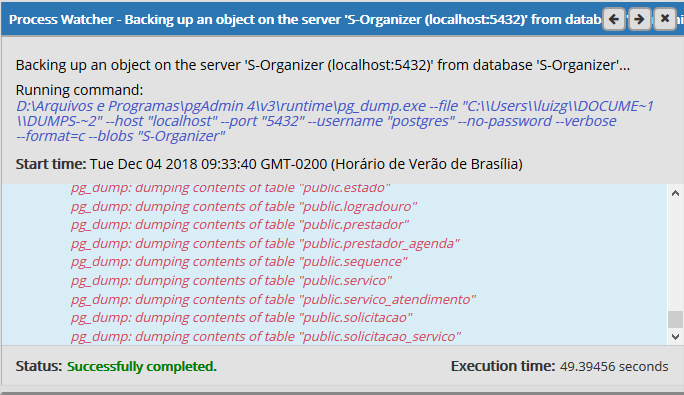 Process Watcher - Backing up an object on the server 'S-Organizer (localhost:5432)' from datab
Backing up an object on the server 'S-Organizer (localhost:5432)' from database 'S-Organizer'...
Running command:
D:\Arquivos e Programas\pgAdmin 4\v3\runtime\pg_dump.exe --file "C:\\Users\\luizg\\DOCUME~1
\\DUMPS-~2" --host "localhost" --port "5432" --username "postgres" --no-password --verbose
--format=c --blobs "S-Organizer"
Start time: Tue Dec 04 2018 09:33:40 GMT-0200 (Horário de Verão de Brasília)
pg_dump: dumping contents of table "public.estado"
pg_dump: dumping contents of table "public.logradouro"
pg_dump: dumping contents of table "public.prestador"
pg_dump: dumping contents of table "public.prestador_agenda"
pg_dump: dumping contents of table "public.sequence"
pg_dump: dumping contents of table "public.servico"
pg_dump: dumping contents of table "public.servico_atendimento"
pg_dump: dumping contents of table "public.solicitacao"
pg_dump: dumping contents of table "public.solicitacao_servico"
Status: Successfully completed.
Execution time: 49.39456 seconds